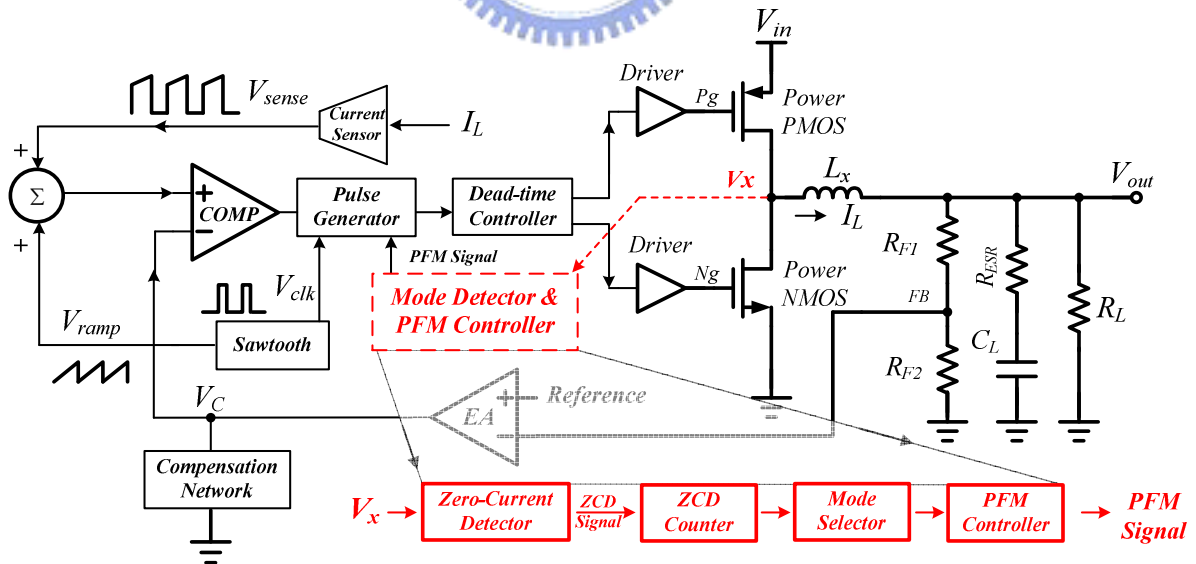 V_in
Driver
Pg
Power
PMOS
V_sense
Current
Sensor
I_L
+
Σ
+
+
COMP
−
Pulse
Generator
Dead-time
Controller
Vx
L_x
I_L
V_out
PFM Signal
Driver
Ng
Power
NMOS
R_F1
R_ESR
FB
R_L
C_L
R_F2
V_clk
Mode Detector &
PFM Controller
V_ramp
Sawtooth
V_C
EA
+
−
Reference
Compensation
Network
V_x
Zero-Current
Detector
ZCD
Signal
ZCD
Counter
Mode
Selector
PFM
Controller
PFM
Signal